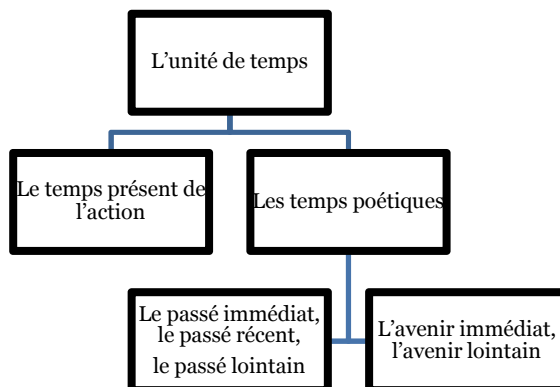 L’unité de temps
Le temps présent de
l’action
Les temps poétiques
Le passé immédiat,
le passé récent,
le passé lointain
L’avenir immédiat,
l’avenir lointain